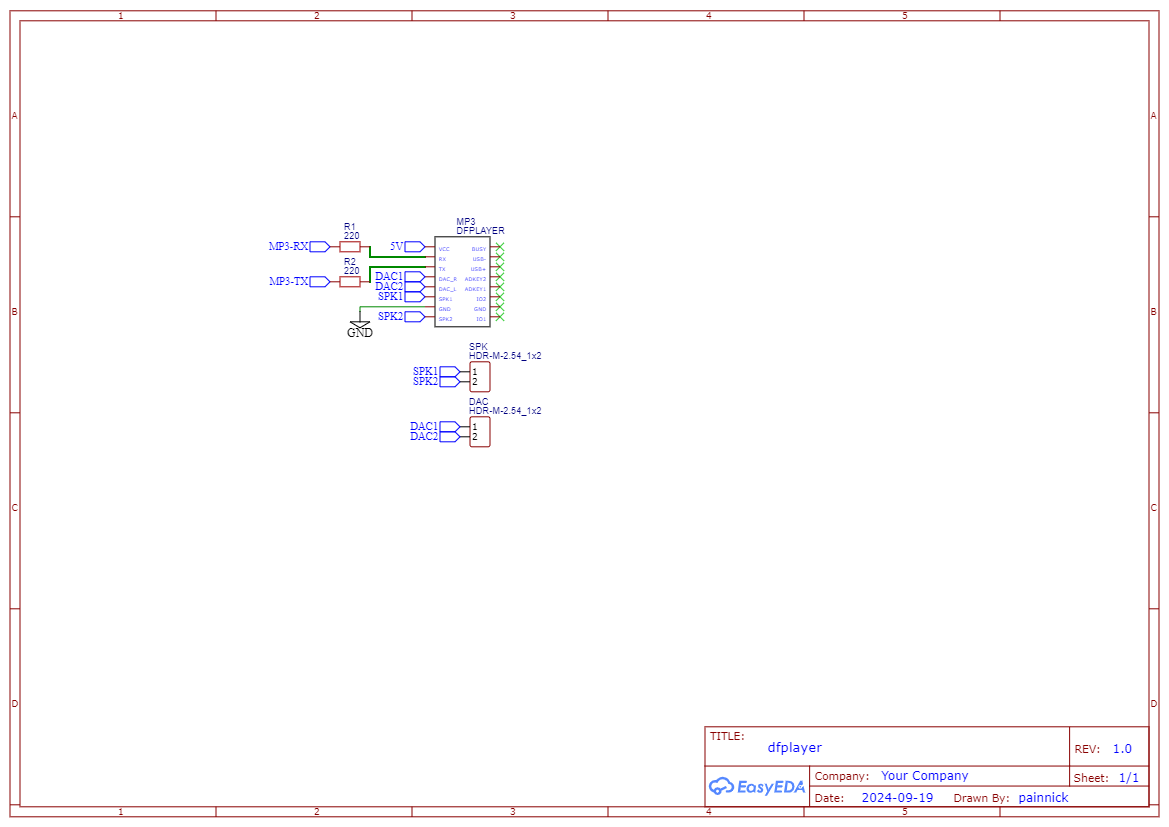 1 2 3 4 5
A A
B B
C C
D D
MP3-RX
R1
220
MP3-TX
R2
220
5V
DAC1
DAC2
SPK1
SPK2
GND
MP3
DFPLAYER
VCC BUSY
RX USB-
TX USB+
DAC_R ADKEY2
DAC_L ADKEY1
SPK1 IO2
GND GND
SPK2 IO1
SPK
HDR-M-2.54_1x2
SPK1 1
SPK2 2
DAC
HDR-M-2.54_1x2
DAC1 1
DAC2 2
TITLE:
dfplayer
REV: 1.0
EasyEDA
Company: Your Company
Sheet: 1/1
Date: 2024-09-19 Drawn By: painnick
1 2 3 4 5